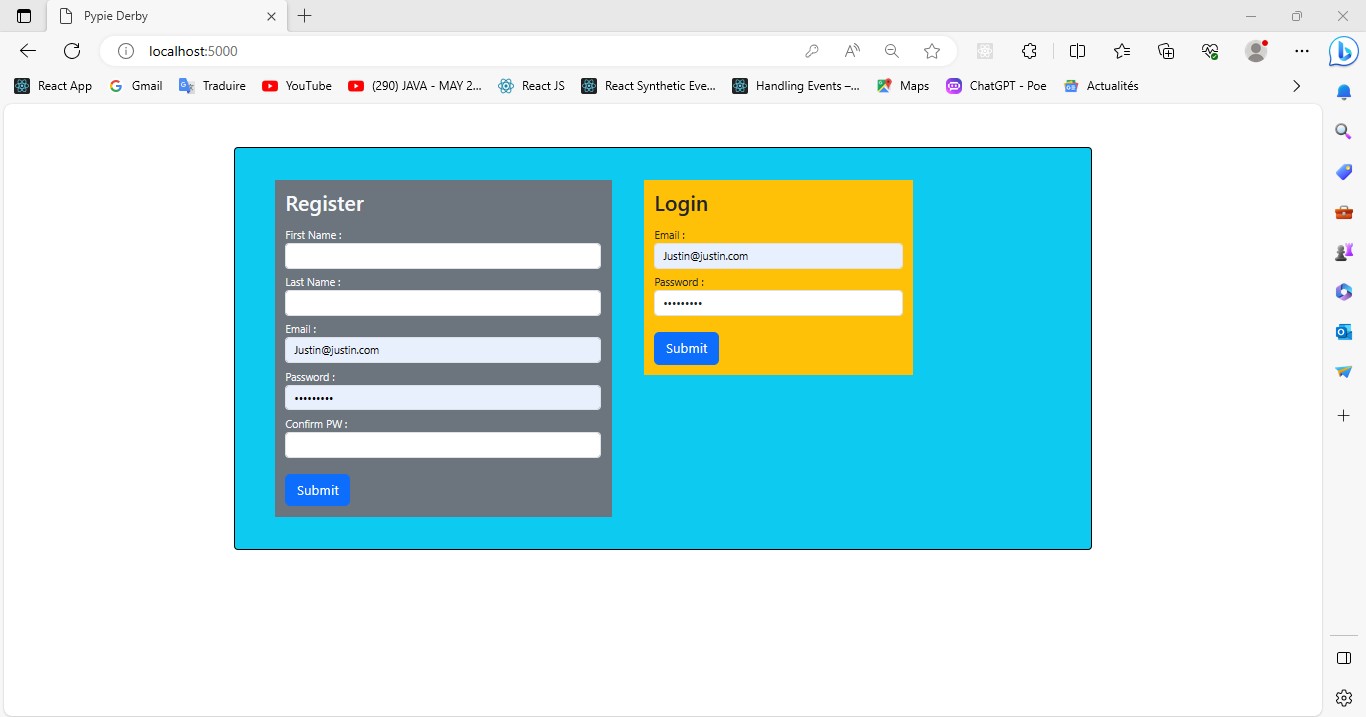 Pypie Derby
localhost:5000
React App Gmail Traduire YouTube (290) JAVA - MAY 2... React JS React Synthetic Eve... Handling Events –... Maps ChatGPT - Poe Actualités
Register
First Name :
Last Name :
Email :
Justin@justin.com
Password :
•••••••••
Confirm PW :
Submit
Login
Email :
Justin@justin.com
Password :
•••••••••
Submit